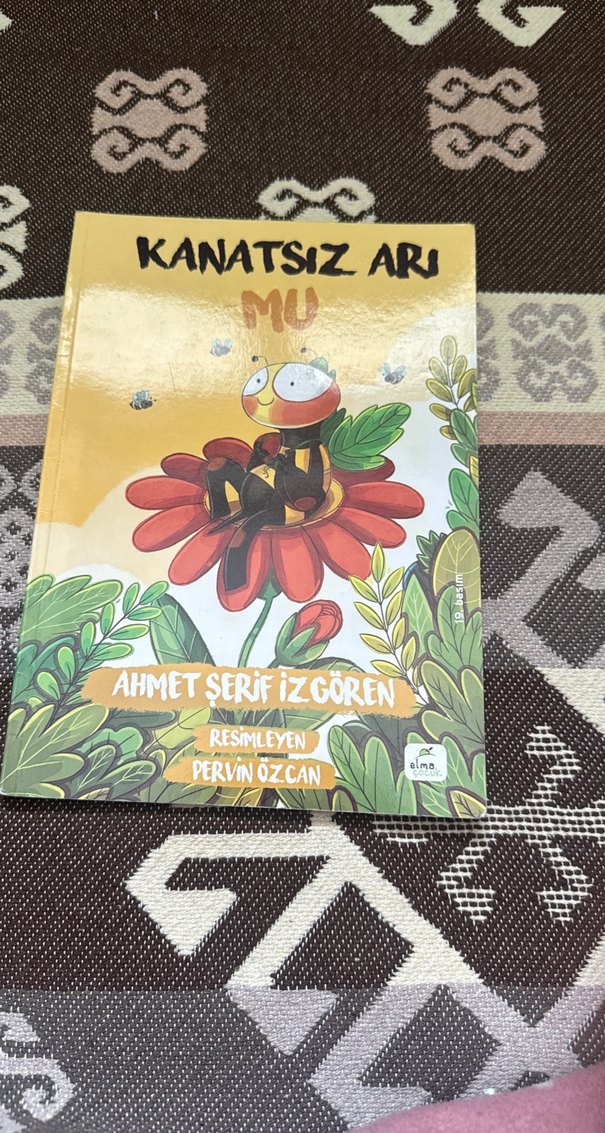 KANATSIZ ARI
MU
19. basım
AHMET ŞERİF İZGÖREN
RESİMLEYEN
PERVİN ÖZCAN
elma
çocuk